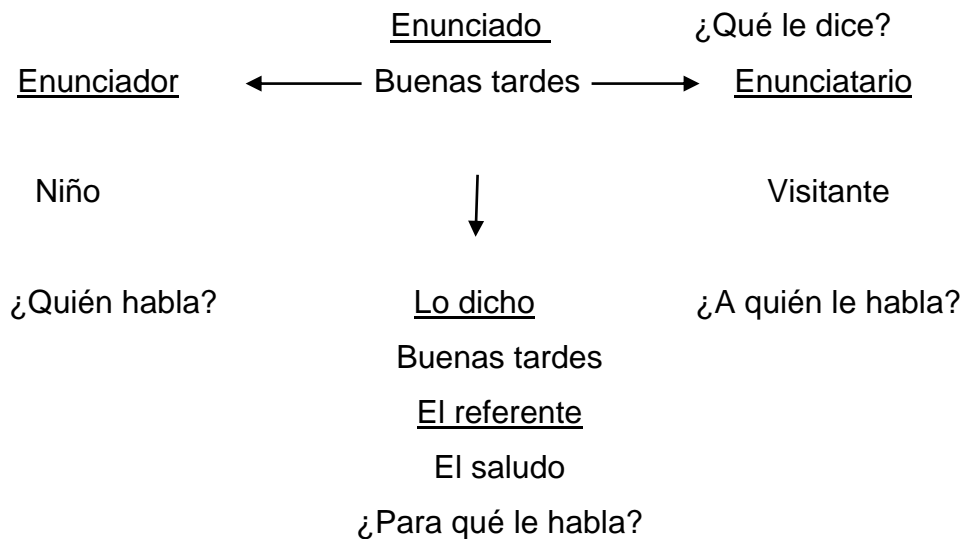 Enunciado ¿Qué le dice?
Enunciador Buenas tardes Enunciatario
Niño Visitante
¿Quién habla? Lo dicho ¿A quién le habla?
Buenas tardes
El referente
El saludo
¿Para qué le habla?